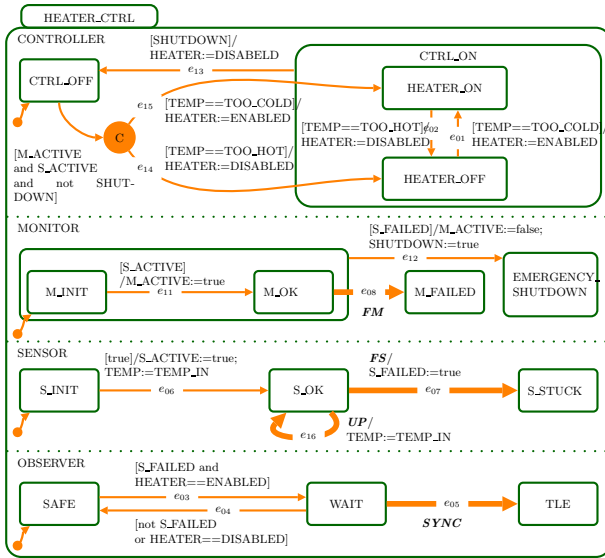 HEATER_CTRL
CONTROLLER
CTRL_OFF
[SHUTDOWN]/
HEATER:=DISABELD
e13
CTRL_ON
HEATER_ON
e15
[TEMP==TOO_COLD]/
HEATER:=ENABLED
C
[TEMP==TOO_HOT]/
HEATER:=DISABLED
e02
e01
[TEMP==TOO_COLD]/
HEATER:=ENABLED
[M_ACTIVE
and S_ACTIVE
and not SHUT-
DOWN]
e14
[TEMP==TOO_HOT]/
HEATER:=DISABLED
HEATER_OFF
MONITOR
[S_FAILED]/M_ACTIVE:=false;
SHUTDOWN:=true
e12
M_INIT
[S_ACTIVE]
/M_ACTIVE:=true
e11
M_OK
e08
FM
M_FAILED
EMERGENCY_
SHUTDOWN
SENSOR
S_INIT
[true]/S_ACTIVE:=true;
TEMP:=TEMP_IN
e06
S_OK
FS/
S_FAILED:=true
e07
S_STUCK
e16
UP/
TEMP:=TEMP_IN
OBSERVER
SAFE
[S_FAILED and
HEATER==ENABLED]
e03
e04
[not S_FAILED
or HEATER==DISABLED]
WAIT
e05
SYNC
TLE